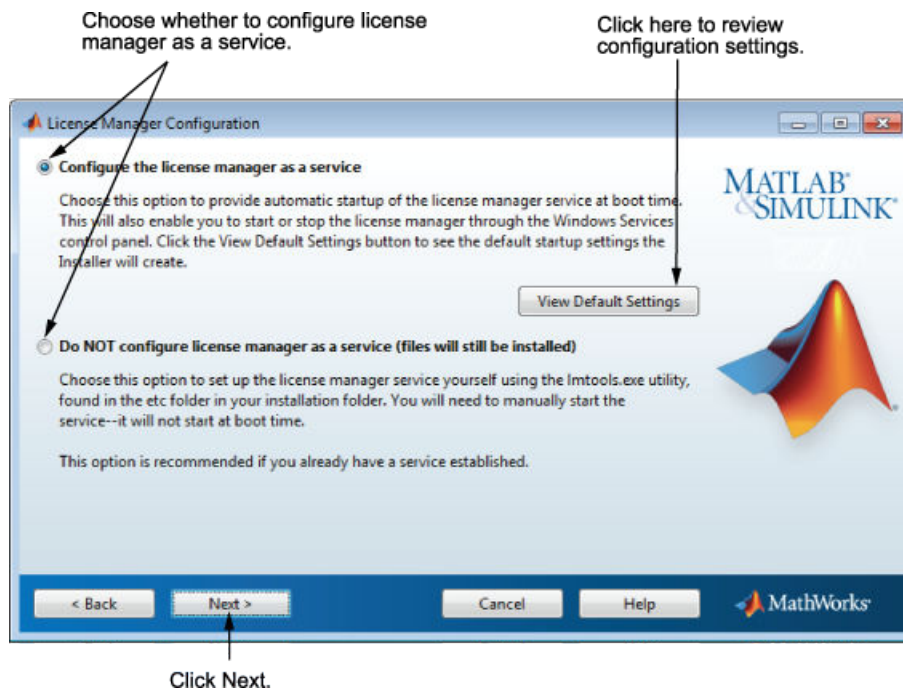 Choose whether to configure license
manager as a service.
Click here to review
configuration settings.
License Manager Configuration
Configure the license manager as a service
Choose this option to provide automatic startup of the license manager service at boot time.
This will also enable you to start or stop the license manager through the Windows Services
control panel. Click the View Default Settings button to see the default startup settings the
Installer will create.
View Default Settings
Do NOT configure license manager as a service (files will still be installed)
Choose this option to set up the license manager service yourself using the lmtools.exe utility,
found in the etc folder in your installation folder. You will need to manually start the
service--it will not start at boot time.
This option is recommended if you already have a service established.
MATLAB®
&SIMULINK®
< Back
Next >
Cancel
Help
MathWorks®
Click Next.